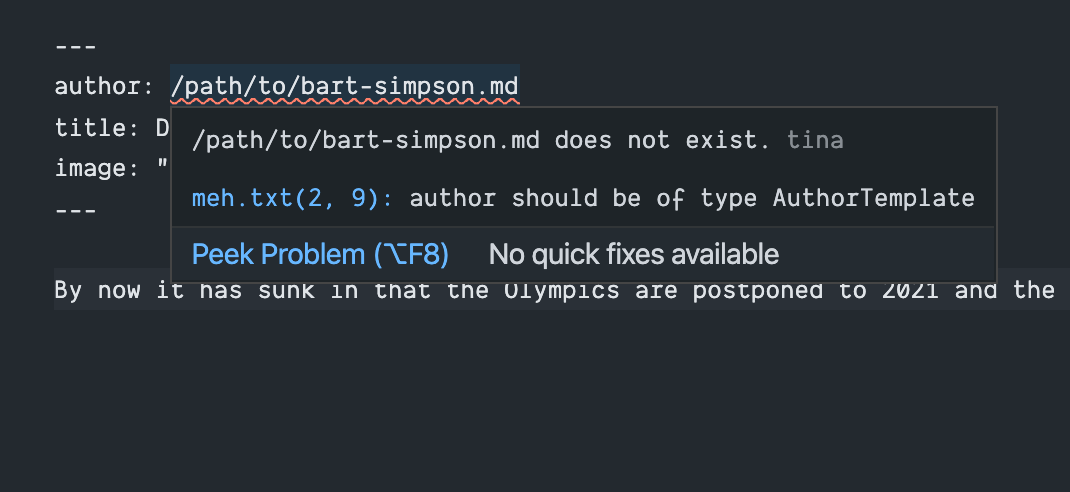 ---
author: /path/to/bart-simpson.md
title: D
/path/to/bart-simpson.md does not exist. tina
image: "
meh.txt(2, 9): author should be of type AuthorTemplate
---
Peek Problem (⌥F8) No quick fixes available
By now it has sunk in that the Olympics are postponed to 2021 and the